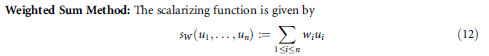 Weighted Sum Method: The scalarizing function is given by
s_W(u_1, . . . , u_n) := ∑_{1≤i≤n} w_i u_i (12)